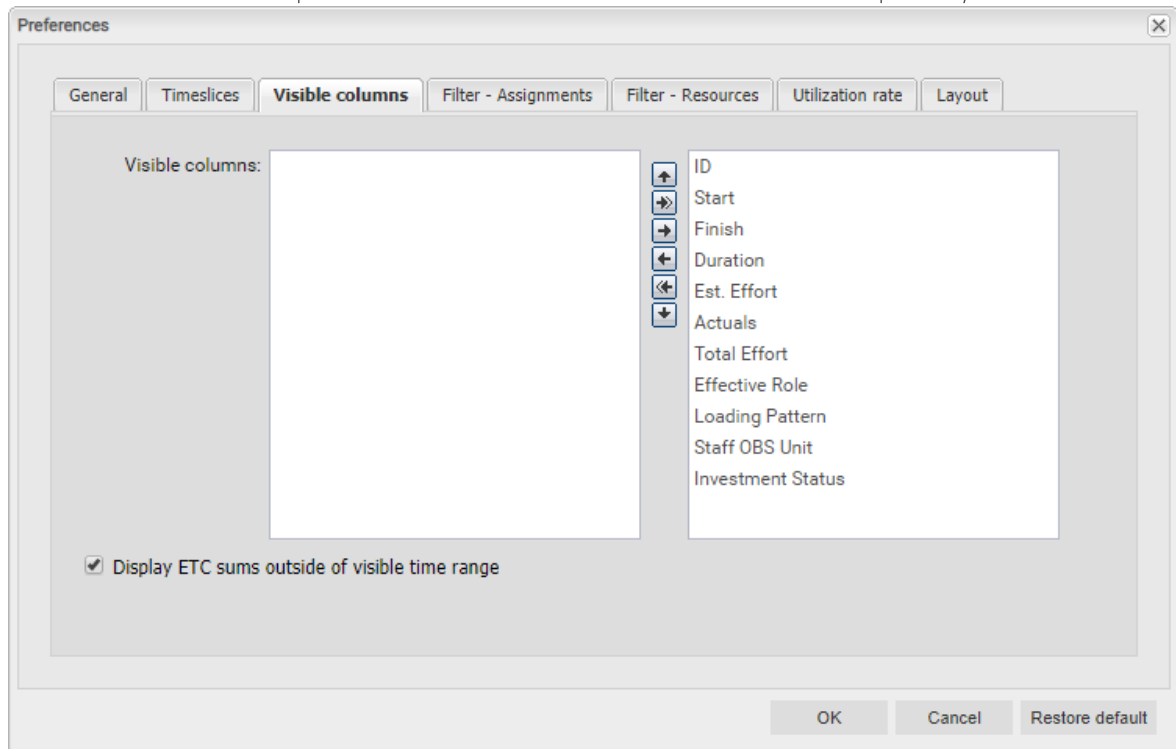 Preferences
General Timeslices Visible columns Filter - Assignments Filter - Resources Utilization rate Layout
Visible columns:
ID
Start
Finish
Duration
Est. Effort
Actuals
Total Effort
Effective Role
Loading Pattern
Staff OBS Unit
Investment Status
Display ETC sums outside of visible time range
OK Cancel Restore default